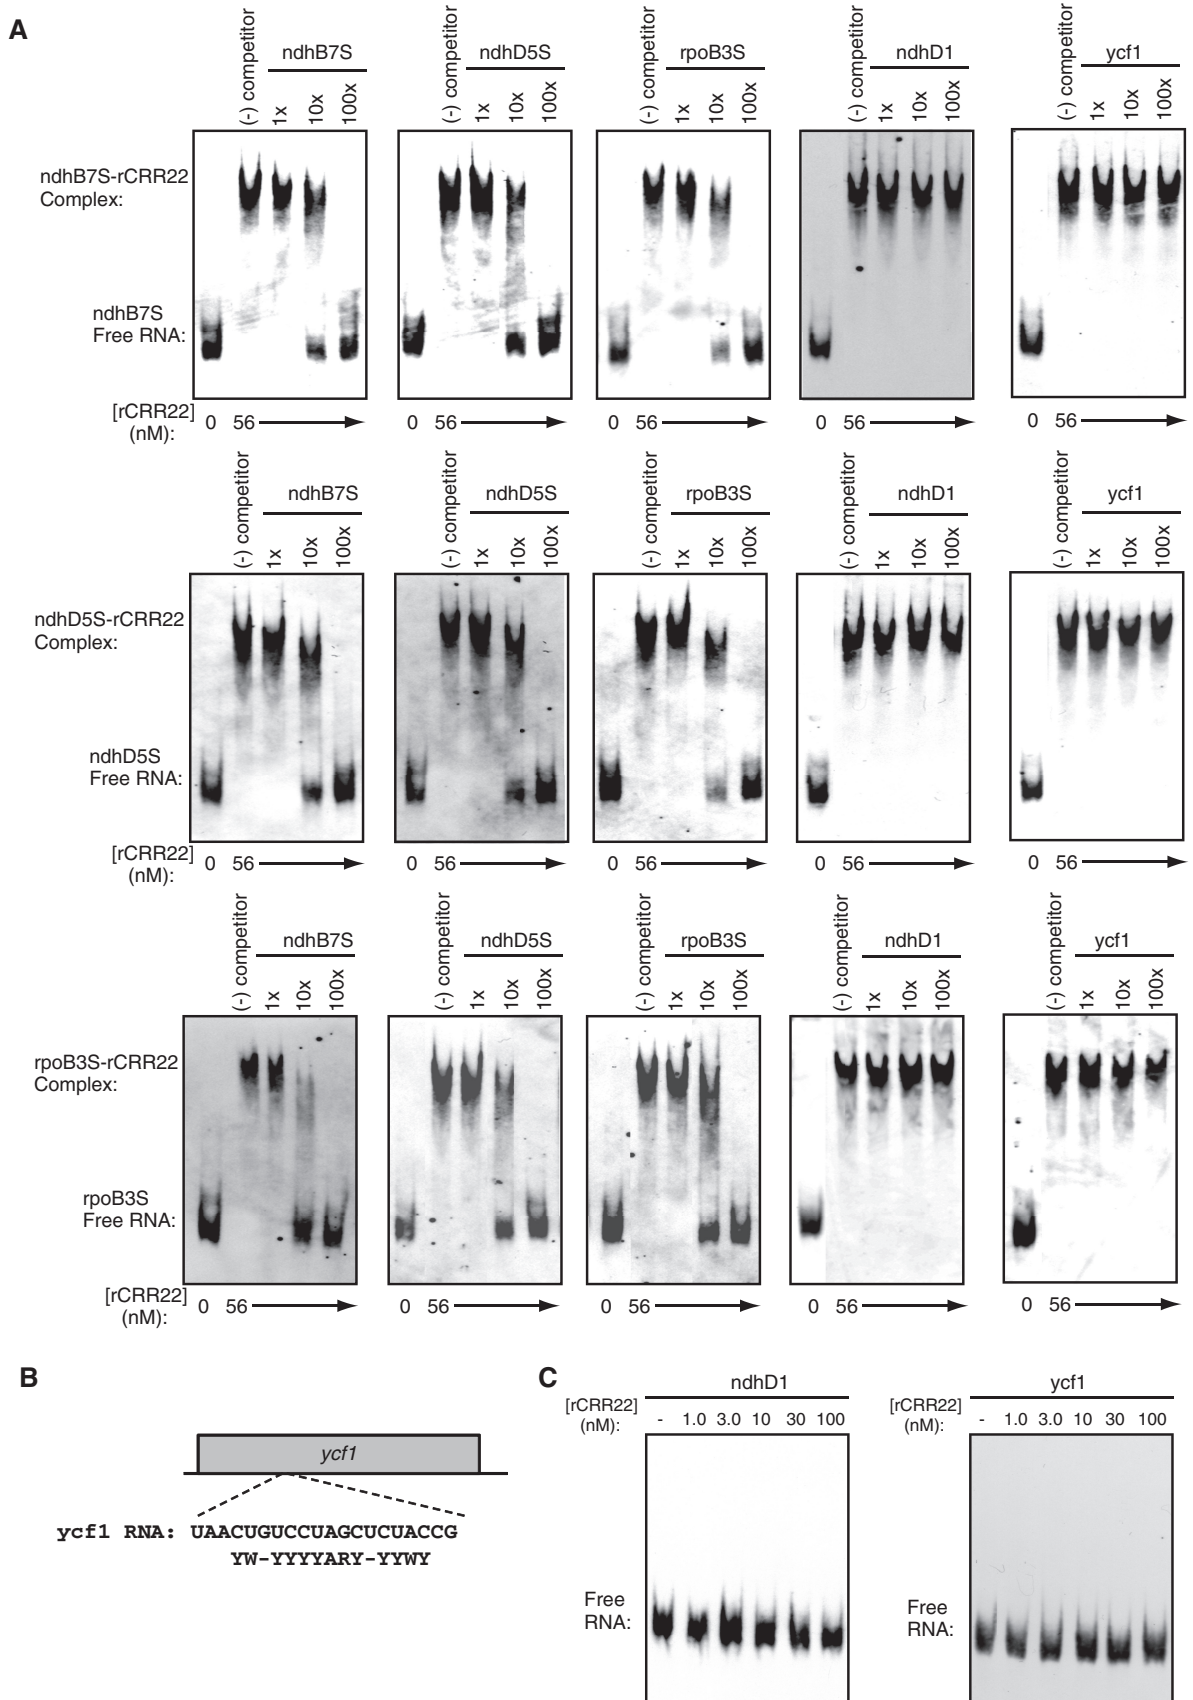 A
ndhB7S ndhD5S rpoB3S ndhD1 ycf1
(-) competitor 1x 10x 100x (-) competitor 1x 10x 100x (-) competitor 1x 10x 100x (-) competitor 1x 10x 100x (-) competitor 1x 10x 100x
ndhB7S-rCRR22
Complex:
ndhB7S
Free RNA:
[rCRR22] 0 56 0 56 0 56 0 56 0 56
(nM):
ndhB7S ndhD5S rpoB3S ndhD1 ycf1
(-) competitor 1x 10x 100x (-) competitor 1x 10x 100x (-) competitor 1x 10x 100x (-) competitor 1x 10x 100x (-) competitor 1x 10x 100x
ndhD5S-rCRR22
Complex:
ndhD5S
Free RNA:
[rCRR22] 0 56 0 56 0 56 0 56 0 56
(nM):
ndhB7S ndhD5S rpoB3S ndhD1 ycf1
(-) competitor 1x 10x 100x (-) competitor 1x 10x 100x (-) competitor 1x 10x 100x (-) competitor 1x 10x 100x (-) competitor 1x 10x 100x
rpoB3S-rCRR22
Complex:
rpoB3S
Free RNA:
[rCRR22] 0 56 0 56 0 56 0 56 0 56
(nM):
B
ycf1
ycf1 RNA: UAACUGUCCUAGCUCUACCG
YW-YYYYARY-YYWY
C
ndhD1
[rCRR22]
(nM): - 1.0 3.0 10 30 100
Free
RNA:
ycf1
[rCRR22]
(nM): - 1.0 3.0 10 30 100
Free
RNA: